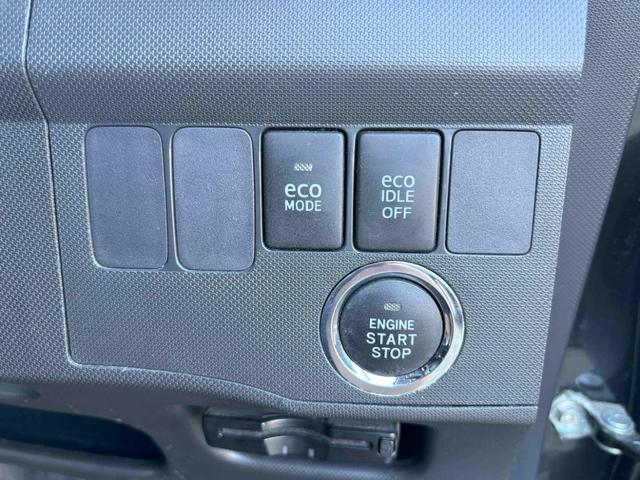 eco
MODE
eco
IDLE
OFF
ENGINE
START
STOP